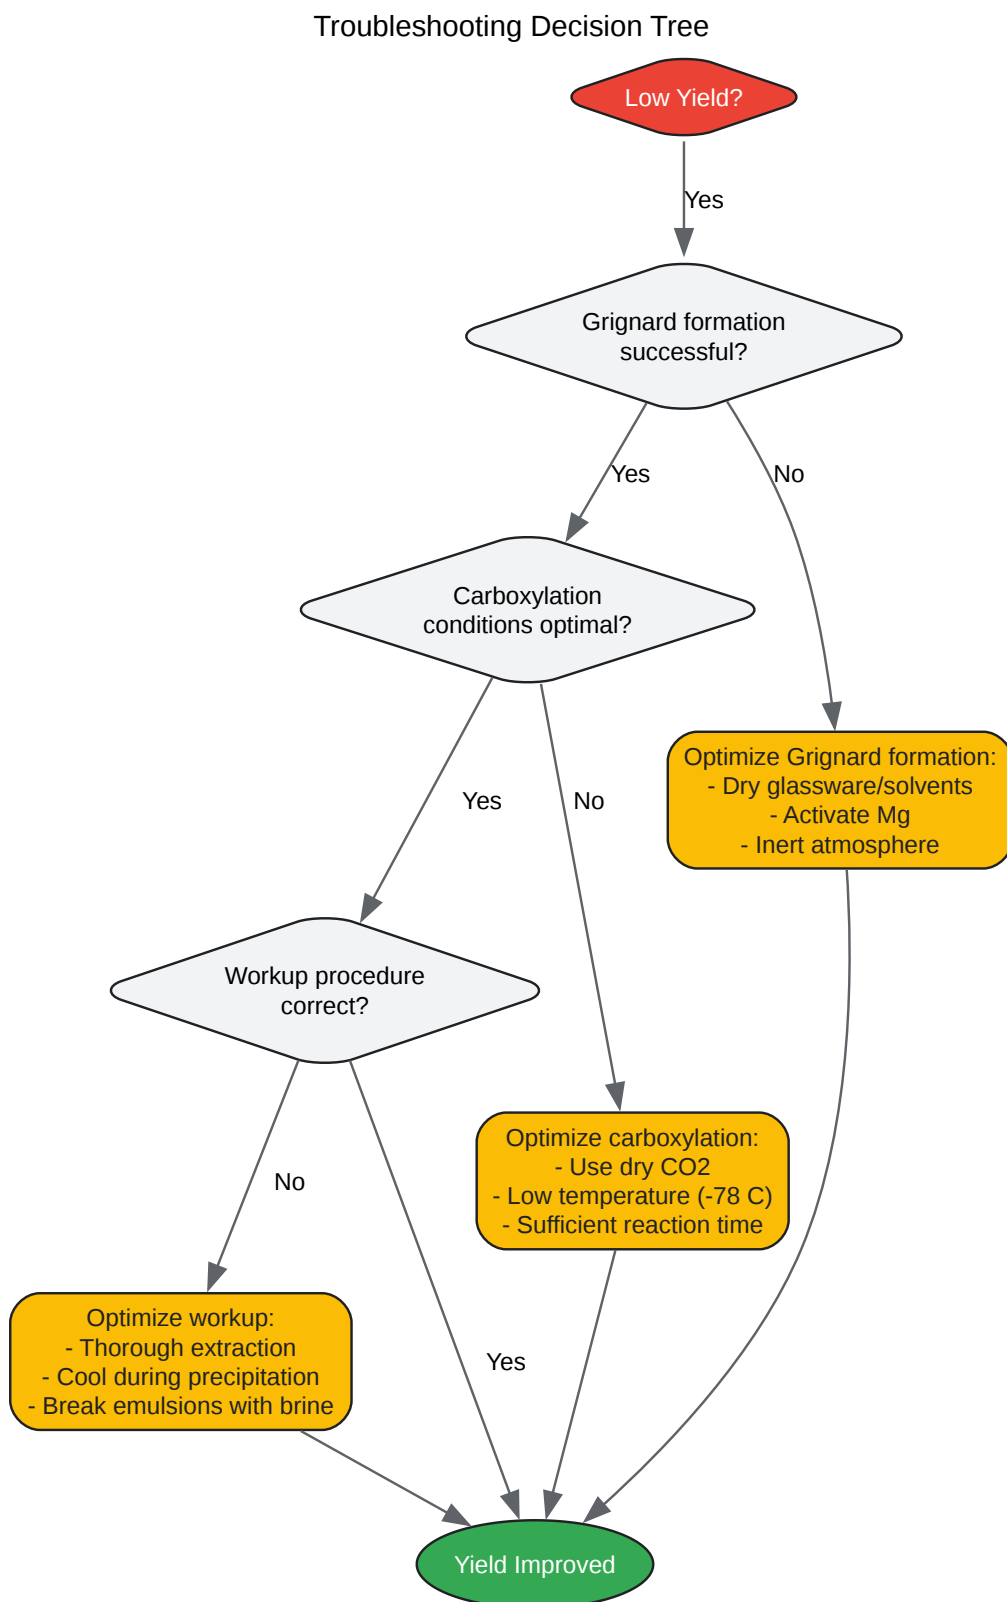 Troubleshooting Decision Tree
Low Yield?
Yes
Grignard formation
successful?
Yes
No
Carboxylation
conditions optimal?
Optimize Grignard formation:
- Dry glassware/solvents
- Activate Mg
- Inert atmosphere
Yes
No
Workup procedure
correct?
Optimize carboxylation:
- Use dry CO2
- Low temperature (-78 C)
- Sufficient reaction time
No
Yes
Optimize workup:
- Thorough extraction
- Cool during precipitation
- Break emulsions with brine
Yield Improved